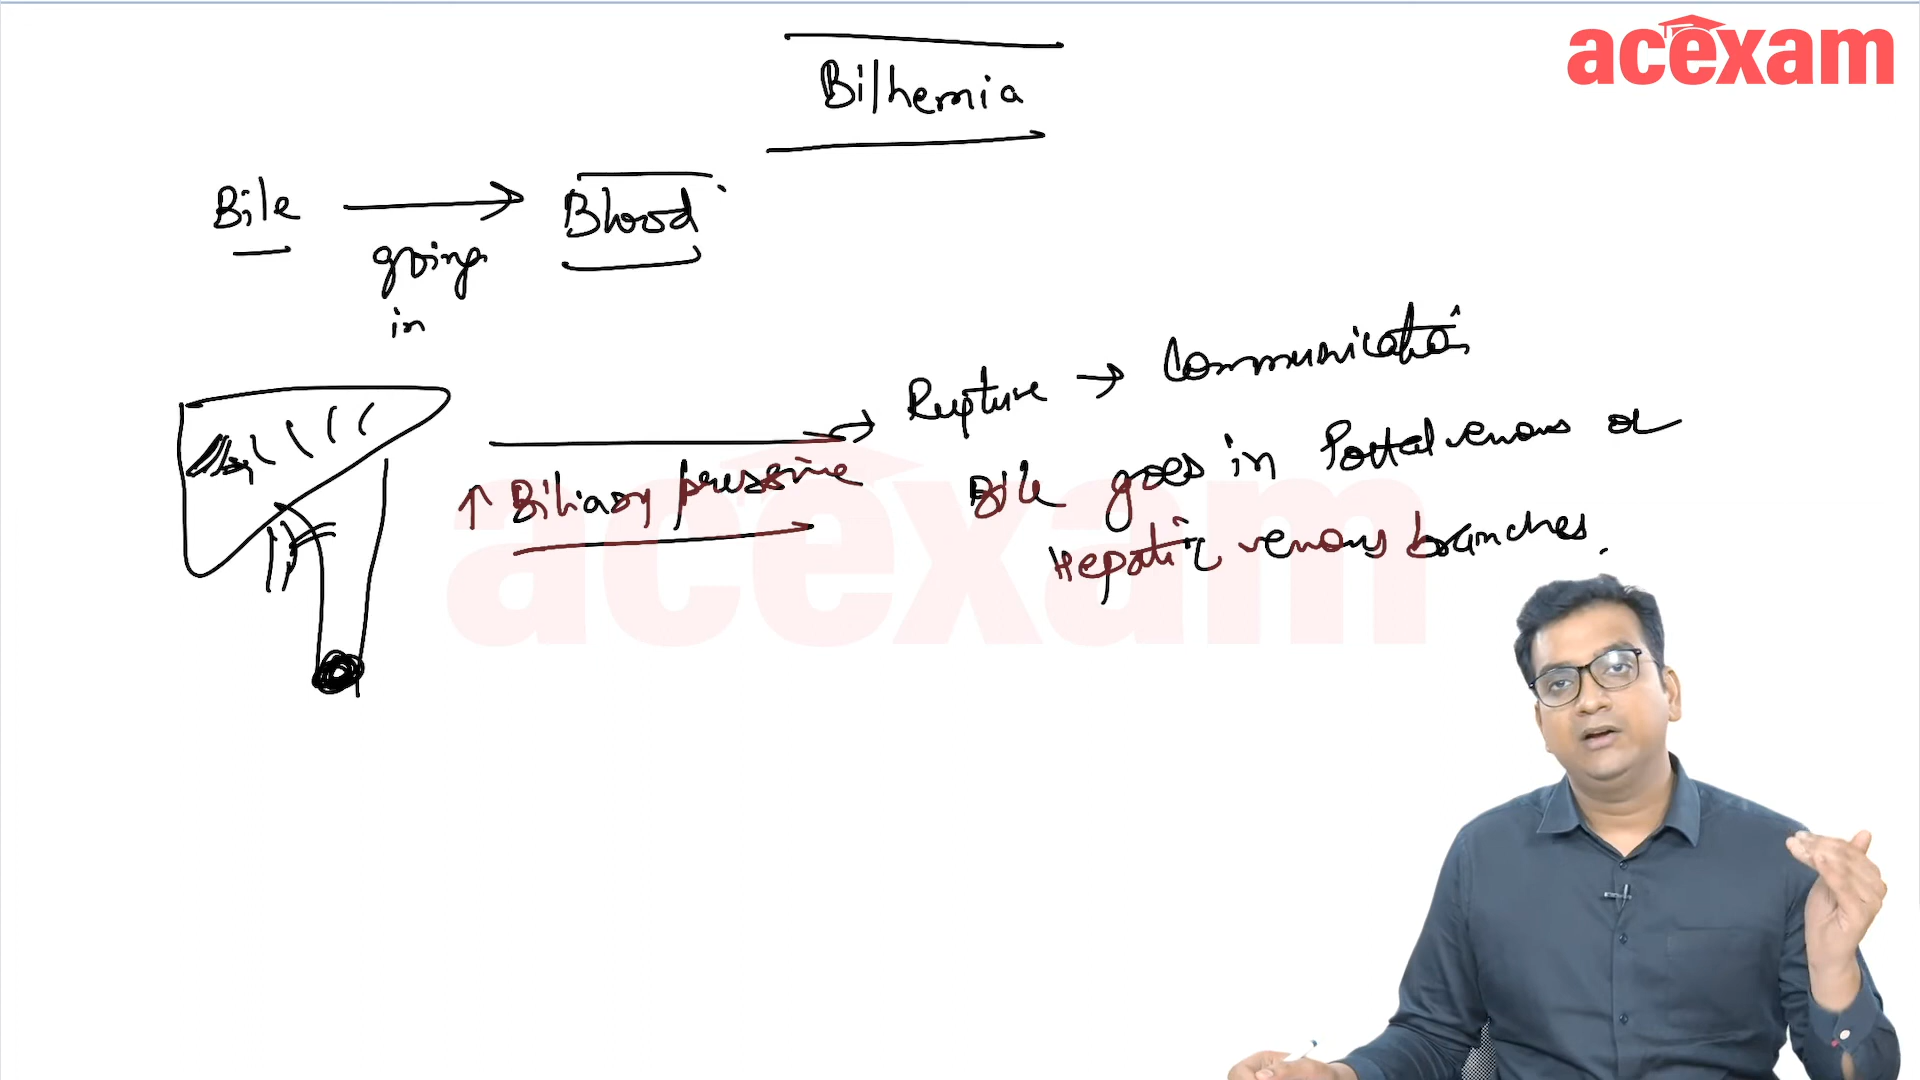 acexam
Bilhemia
Bile → Blood
going
in
Rupture → Communication
↑ Biliary pressure
Bile goes in Portal venous or
Hepatic venous branches.
acexam